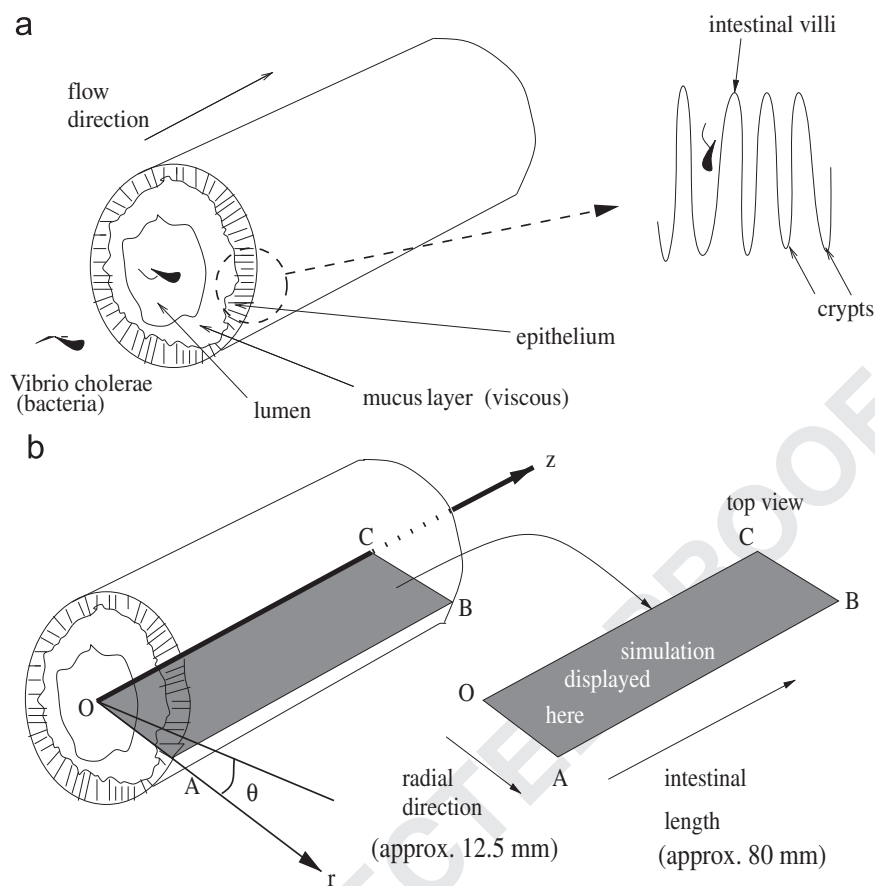 a
flow
direction
intestinal villi
crypts
epithelium
Vibrio cholerae
(bacteria)
lumen
mucus layer (viscous)
b
z
top view
C
C
B
B
simulation
displayed
here
O
O
A
A
θ
r
radial
direction
(approx. 12.5 mm)
intestinal
length
(approx. 80 mm)